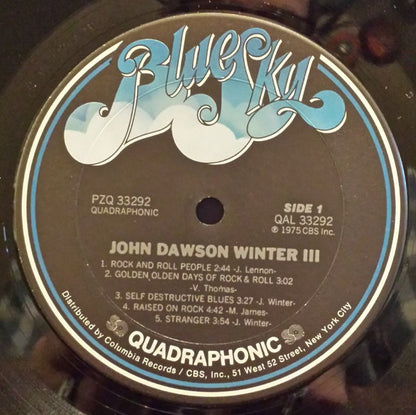 Blue Sky
PZQ 33292
QUADRAPHONIC
SIDE 1
QAL 33292
℗ 1975 CBS Inc.
JOHN DAWSON WINTER III
1. ROCK AND ROLL PEOPLE 2:44 -J. Lennon-
2. GOLDEN OLDEN DAYS OF ROCK & ROLL 3:02
-V. Thomas-
3. SELF DESTRUCTIVE BLUES 3:27 -J. Winter-
4. RAISED ON ROCK 4:42 -M. James-
5. STRANGER 3:54 -J. Winter-
QUADRAPHONIC
Distributed by Columbia Records / CBS, Inc., 51 West 52 Street, New York City